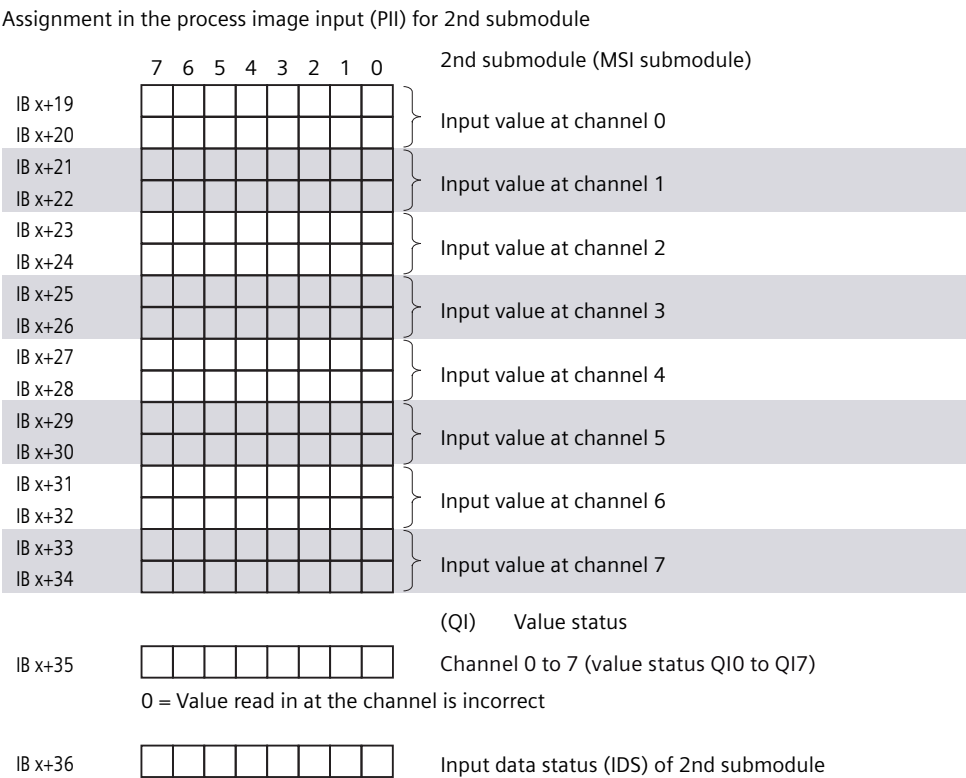 Assignment in the process image input (PII) for 2nd submodule
7 6 5 4 3 2 1 0
2nd submodule (MSI submodule)
IB x+19
IB x+20
Input value at channel 0
IB x+21
IB x+22
Input value at channel 1
IB x+23
IB x+24
Input value at channel 2
IB x+25
IB x+26
Input value at channel 3
IB x+27
IB x+28
Input value at channel 4
IB x+29
IB x+30
Input value at channel 5
IB x+31
IB x+32
Input value at channel 6
IB x+33
IB x+34
Input value at channel 7
(QI) Value status
IB x+35
Channel 0 to 7 (value status QI0 to QI7)
0 = Value read in at the channel is incorrect
IB x+36
Input data status (IDS) of 2nd submodule